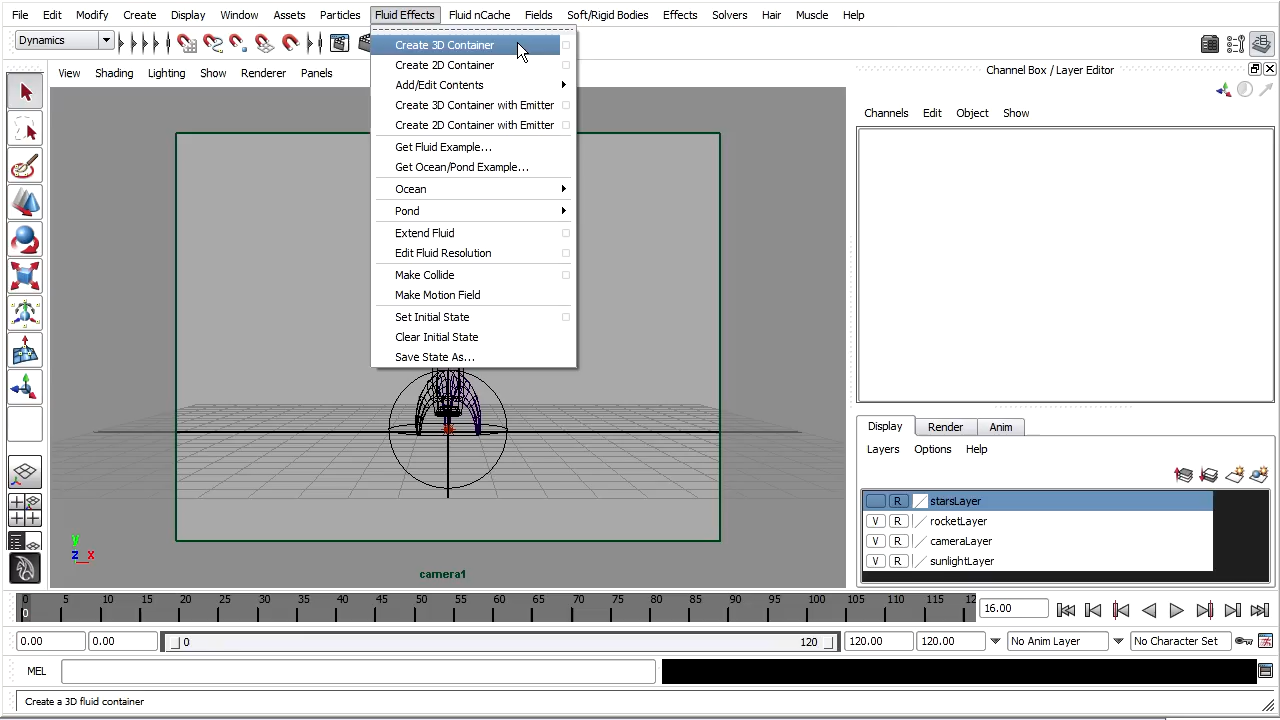 File Edit Modify Create Display Window Assets Particles Fluid Effects Fluid nCache Fields Soft/Rigid Bodies Effects Solvers Hair Muscle Help
Dynamics
Channel Box / Layer Editor
View Shading Lighting Show Renderer Panels
Channels Edit Object Show
Create 3D Container
Create 2D Container
Add/Edit Contents
Create 3D Container with Emitter
Create 2D Container with Emitter
Get Fluid Example...
Get Ocean/Pond Example...
Ocean
Pond
Extend Fluid
Edit Fluid Resolution
Make Collide
Make Motion Field
Set Initial State
Clear Initial State
Save State As...
camera1
y
z x
Display Render Anim
Layers Options Help
R starsLayer
V R rocketLayer
V R cameraLayer
V R sunlightLayer
0 5 10 15 20 25 30 35 40 45 50 55 60 65 70 75 80 85 90 95 100 105 110 115 12
0
16.00
0.00 0.00 0 120 120.00 120.00 No Anim Layer No Character Set
MEL
Create a 3D fluid container